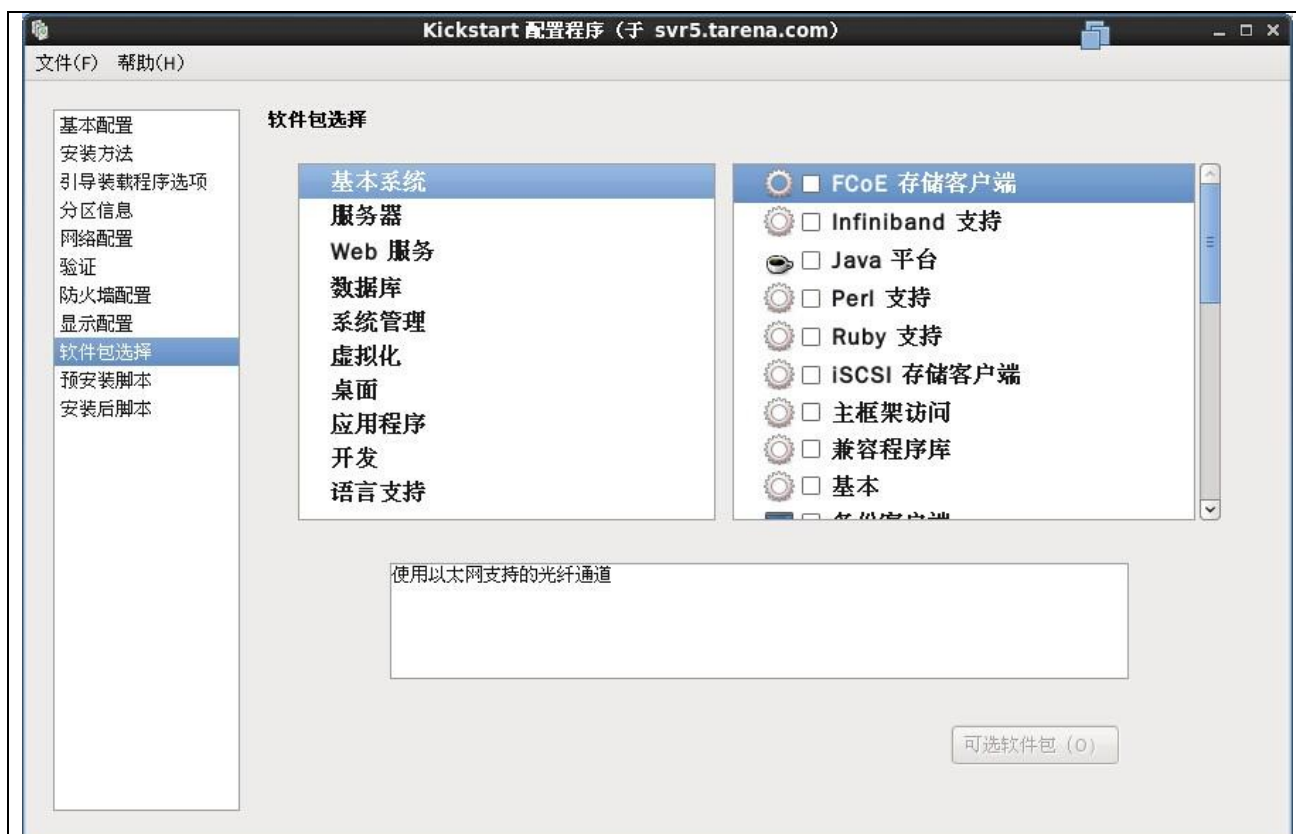 Kickstart 配置程序（于 svr5.tarena.com）
文件(F) 帮助(H)
基本配置
安装方法
引导装载程序选项
分区信息
网络配置
验证
防火墙配置
显示配置
软件包选择
预安装脚本
安装后脚本
软件包选择
基本系统
服务器
Web 服务
数据库
系统管理
虚拟化
桌面
应用程序
开发
语言支持
FCoE 存储客户端
Infiniband 支持
Java 平台
Perl 支持
Ruby 支持
iSCSI 存储客户端
主框架访问
兼容程序库
基本
使用以太网支持的光纤通道
可选软件包（O）